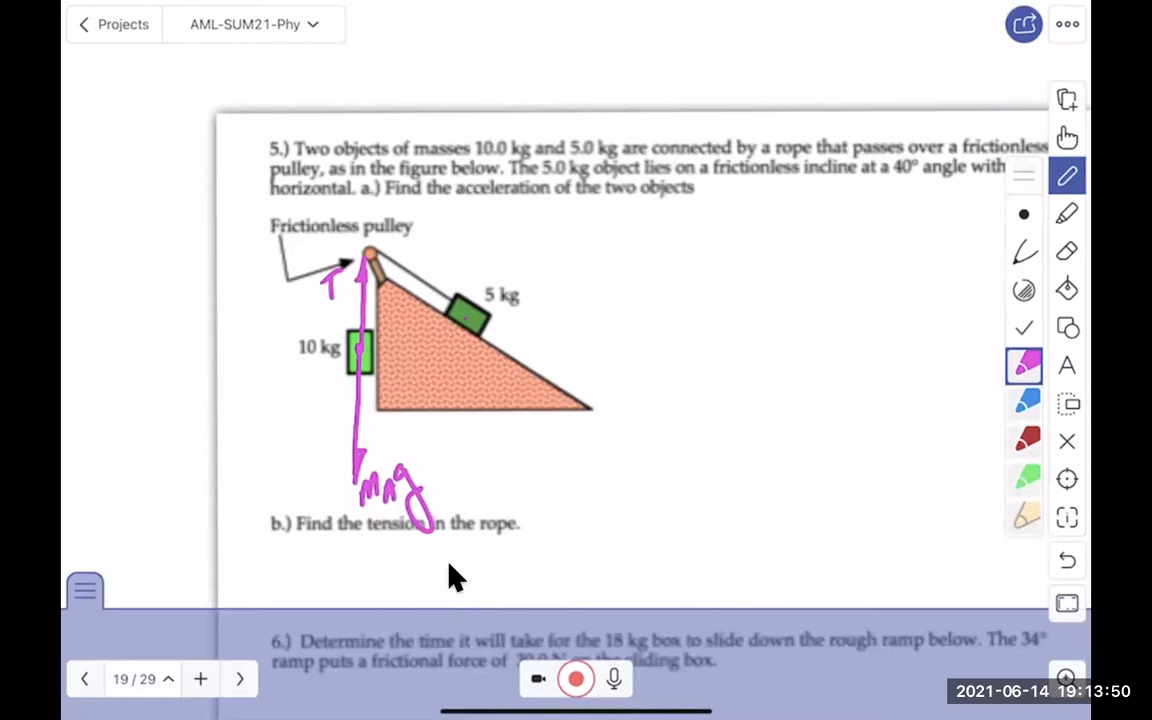 Projects
AML-SUM21-Phy
5.) Two objects of masses 10.0 kg and 5.0 kg are connected by a rope that passes over a frictionless
pulley, as in the figure below. The 5.0 kg object lies on a frictionless incline at a 40° angle with
horizontal. a.) Find the acceleration of the two objects
Frictionless pulley
T
5 kg
10 kg
b.) Find the tension in the rope.
6.) Determine the time it will take for the 18 kg box to slide down the rough ramp below. The 34°
ramp puts a frictional force of sliding box.
19 / 29
A
2021-06-14 19:13:50